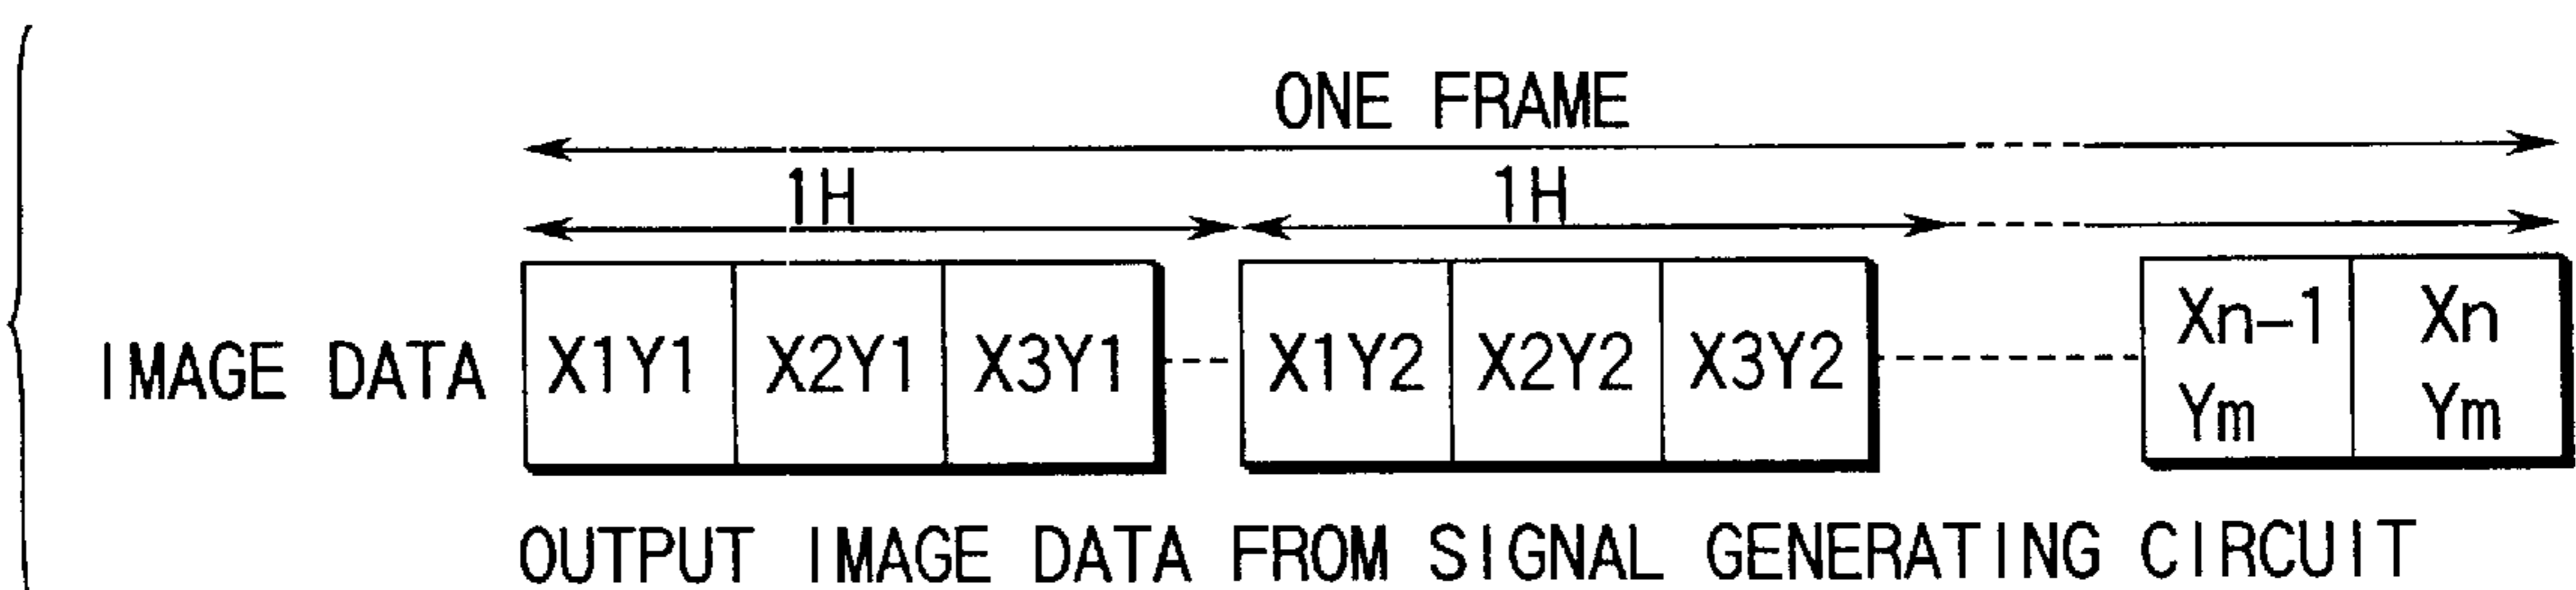 ONE FRAME
1H 1H
IMAGE DATA X1Y1 X2Y1 X3Y1 X1Y2 X2Y2 X3Y2 Xn-1 Ym Xn Ym
OUTPUT IMAGE DATA FROM SIGNAL GENERATING CIRCUIT